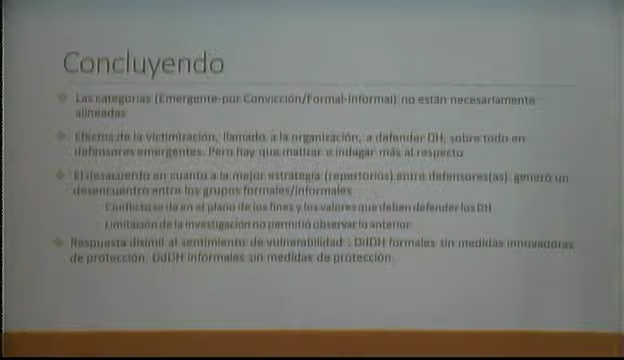 Concluyendo
Las categorías (Emergente-por Convicción/Formal-Informal) no están necesariamente
alineadas
Efectos de la victimización, llamado a la organización, a defender DH, sobre todo en
defensores emergentes. Pero hay que matizar e indagar más al respecto
El desacuerdo en cuanto a la mejor estrategia (repertorios) entre defensores(as) generó un
desencuentro entre los grupos formales/informales
Conflicto se da en el plano de los fines y los valores que deben defender los DH
Limitación de la investigación no permitió observar lo anterior
Respuesta disímil al sentimiento de vulnerabilidad : DdDH formales sin medidas innovadoras
de protección. DdDH informales sin medidas de protección.